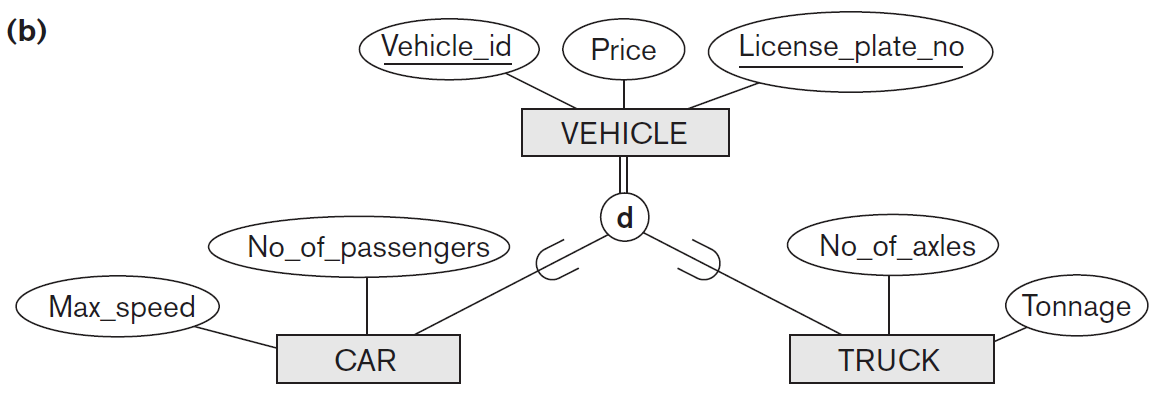 (b)
Vehicle_id
Price
License_plate_no
VEHICLE
d
No_of_passengers
No_of_axles
Max_speed
Tonnage
CAR
TRUCK